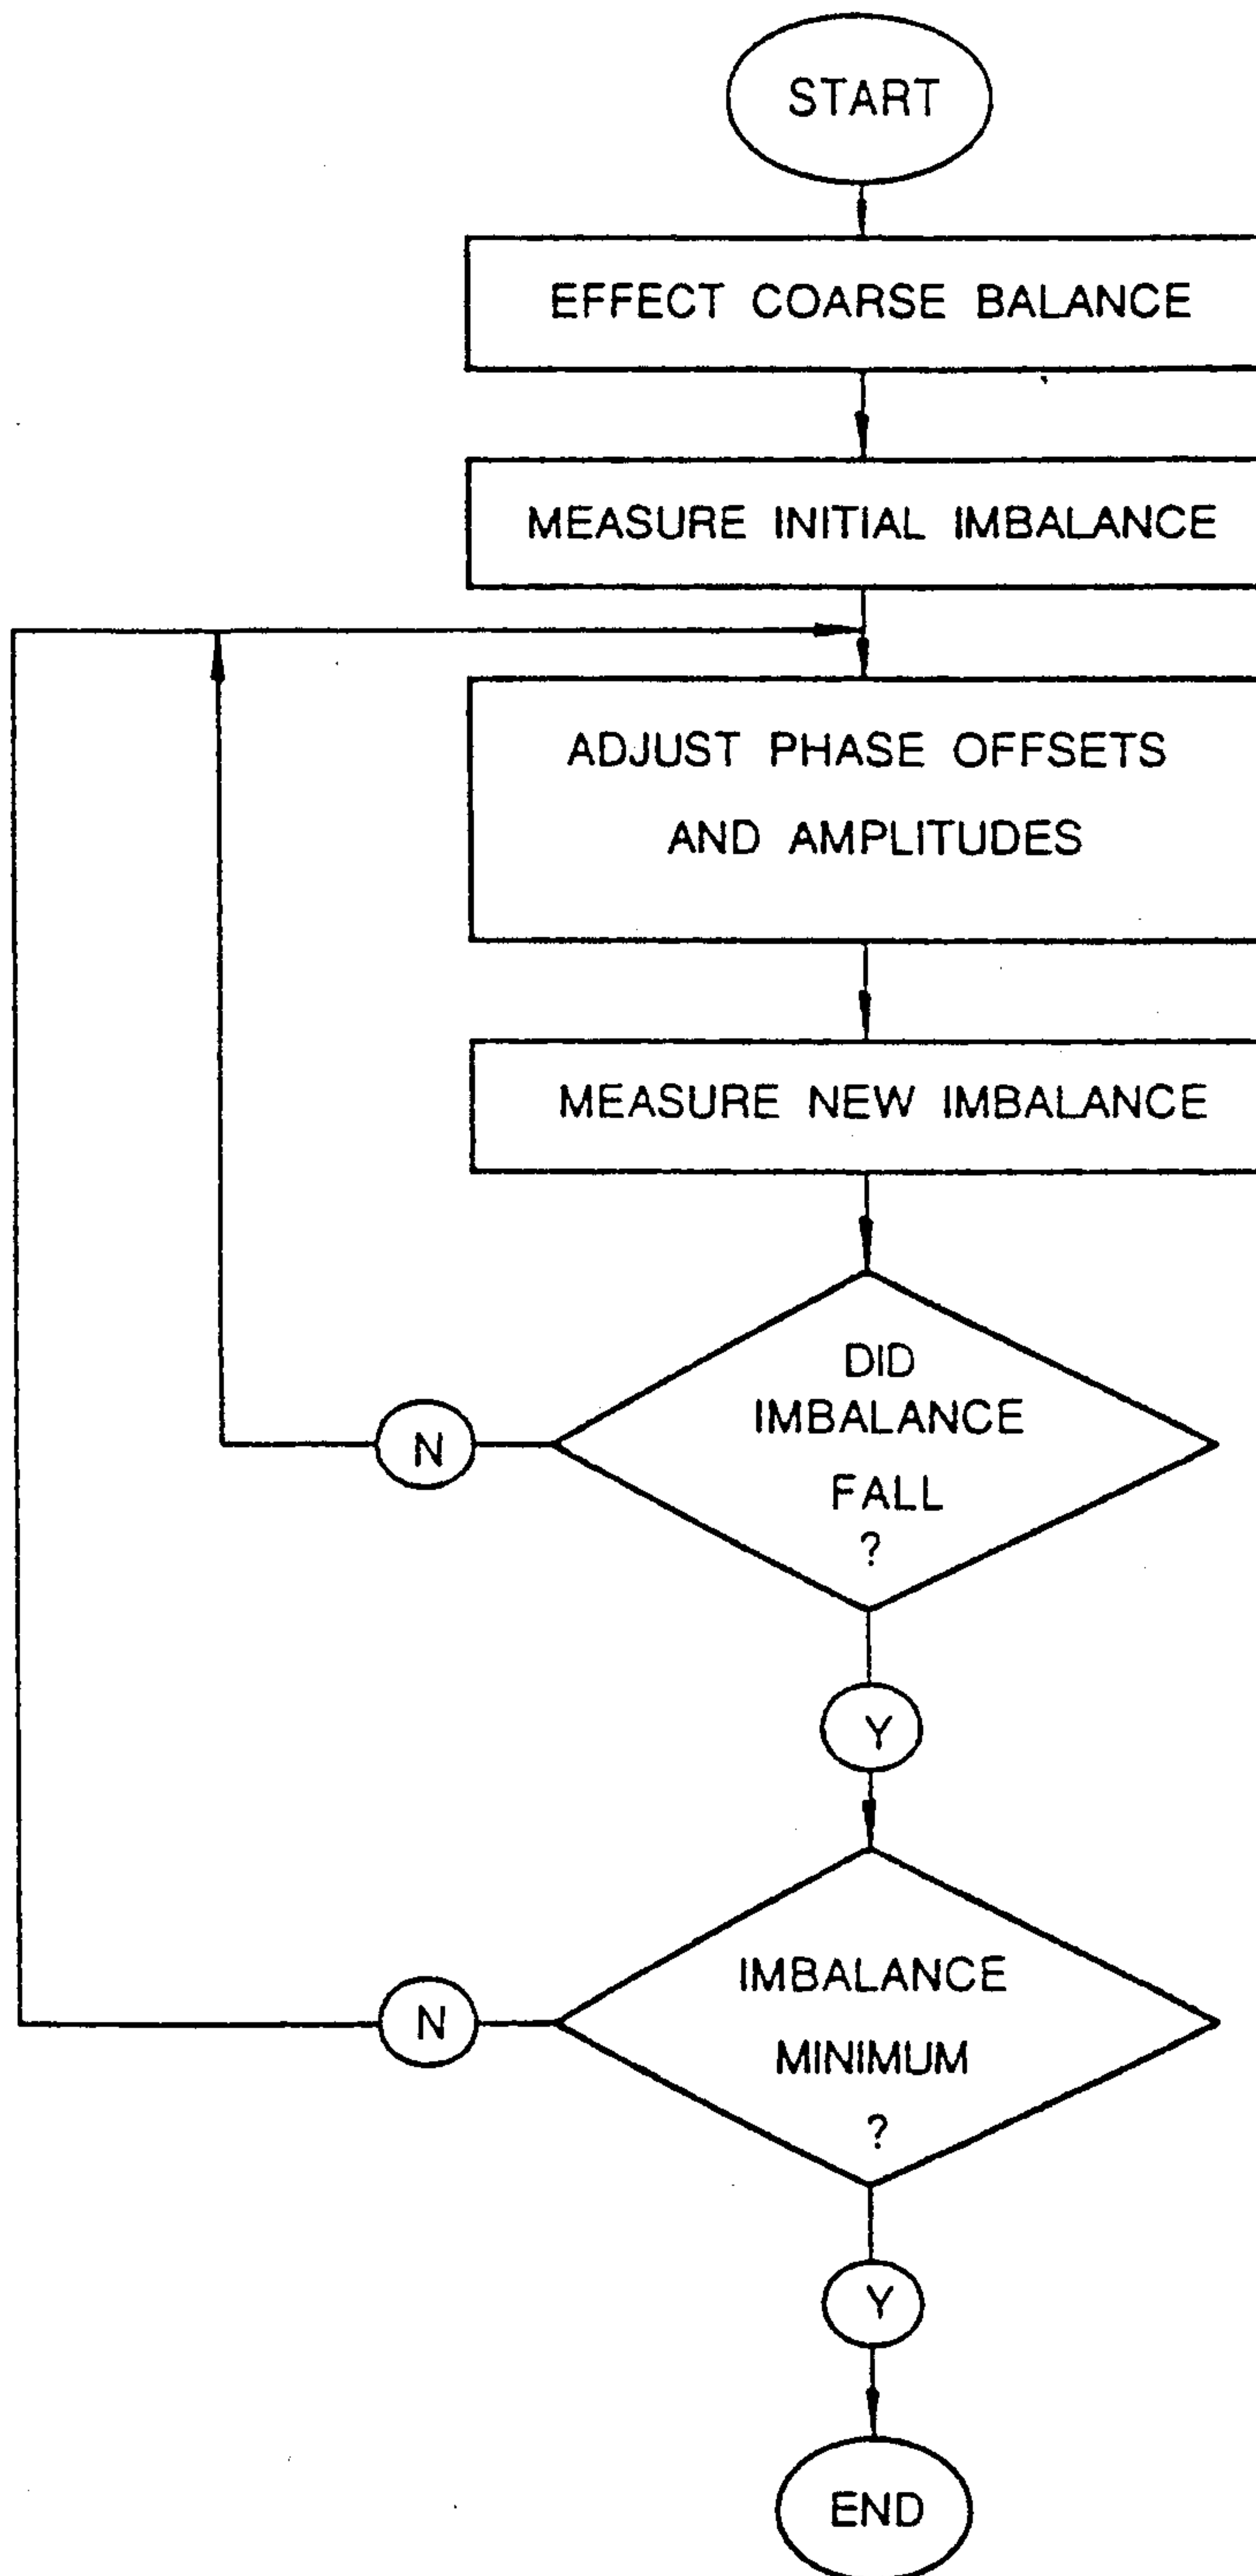 START
EFFECT COARSE BALANCE
MEASURE INITIAL IMBALANCE
ADJUST PHASE OFFSETS
AND AMPLITUDES
MEASURE NEW IMBALANCE
DID
IMBALANCE
FALL
?
N
Y
IMBALANCE
MINIMUM
?
N
Y
END